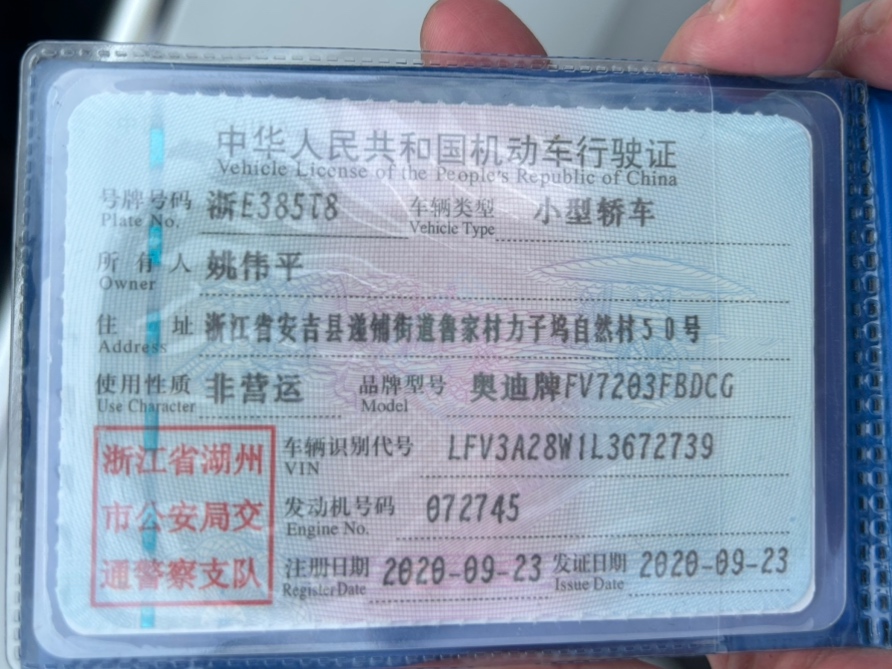 中华人民共和国机动车行驶证
Vehicle License of the People's Republic of China
号牌号码 浙E385T8 车辆类型 小型轿车
Plate No. Vehicle Type
所有人 姚伟平
Owner
住址 浙江省安吉县递铺街道鲁家村力子坞自然村50号
Address
使用性质 非营运 品牌型号 奥迪牌FV7203FBDCG
Use Character Model
浙江省湖州
市公安局交
通警察支队
车辆识别代号 LFV3A28W1L3672739
VIN
发动机号码 072745
Engine No.
注册日期 2020-09-23 发证日期 2020-09-23
Register Date Issue Date